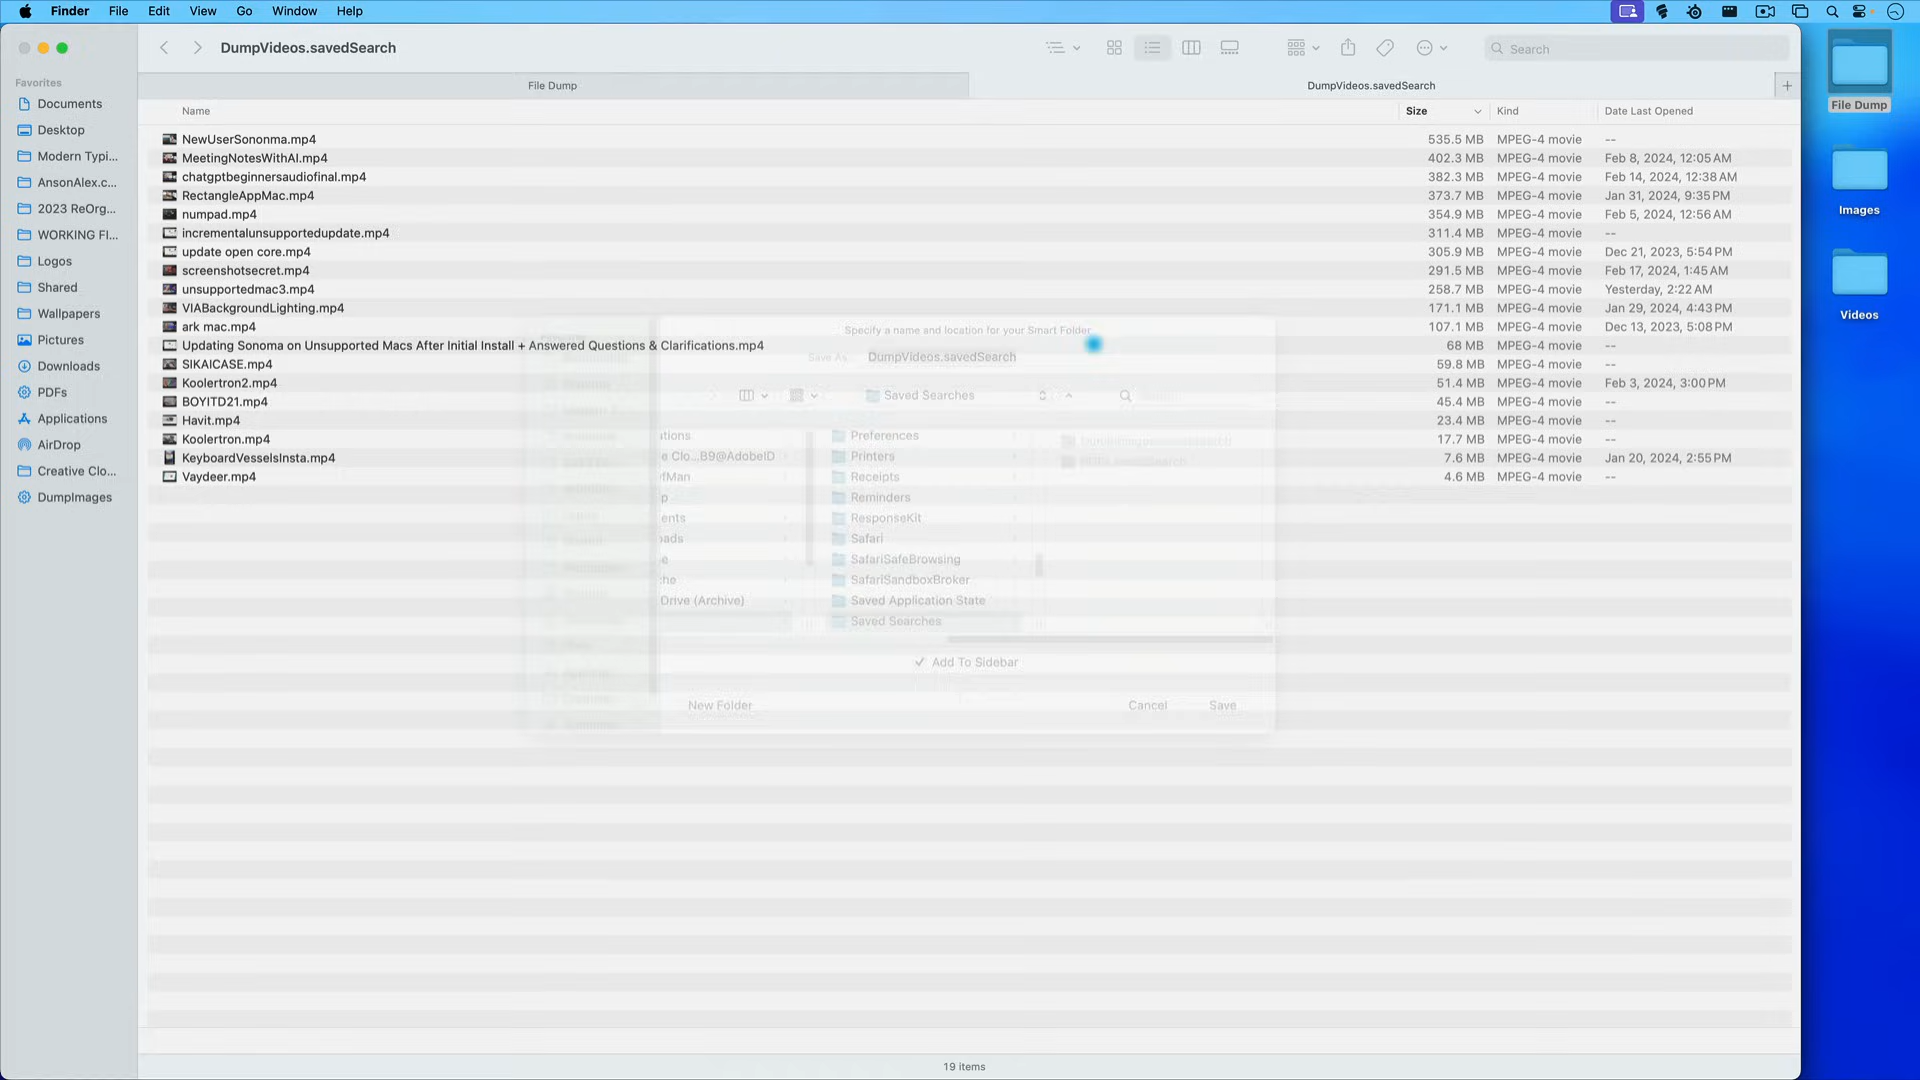 Finder File Edit View Go Window Help
DumpVideos.savedSearch
Search
File Dump DumpVideos.savedSearch
Favorites
Documents
Desktop
Modern Typi...
AnsonAlex.c...
2023 ReOrg...
WORKING FI...
Logos
Shared
Wallpapers
Pictures
Downloads
PDFs
Applications
AirDrop
Creative Clo...
DumpImages
Name Size Kind Date Last Opened
NewUserSononma.mp4 535.5 MB MPEG-4 movie --
MeetingNotesWithAI.mp4 402.3 MB MPEG-4 movie Feb 8, 2024, 12:05 AM
chatgptbeginnersaudiofinal.mp4 382.3 MB MPEG-4 movie Feb 14, 2024, 12:38 AM
RectangleAppMac.mp4 373.7 MB MPEG-4 movie Jan 31, 2024, 9:35 PM
numpad.mp4 354.9 MB MPEG-4 movie Feb 5, 2024, 12:56 AM
incrementalunsupportedupdate.mp4 311.4 MB MPEG-4 movie --
update open core.mp4 305.9 MB MPEG-4 movie Dec 21, 2023, 5:54 PM
screenshotsecret.mp4 291.5 MB MPEG-4 movie Feb 17, 2024, 1:45 AM
unsupportedmac3.mp4 258.7 MB MPEG-4 movie Yesterday, 2:22 AM
VIABackgroundLighting.mp4 171.1 MB MPEG-4 movie Jan 29, 2024, 4:43 PM
ark mac.mp4 107.1 MB MPEG-4 movie Dec 13, 2023, 5:08 PM
Updating Sonoma on Unsupported Macs After Initial Install + Answered Questions & Clarifications.mp4 68 MB MPEG-4 movie --
SIKAICASE.mp4 59.8 MB MPEG-4 movie --
Koolertron2.mp4 51.4 MB MPEG-4 movie Feb 3, 2024, 3:00 PM
BOYITD21.mp4 45.4 MB MPEG-4 movie --
Havit.mp4 23.4 MB MPEG-4 movie --
Koolertron.mp4 17.7 MB MPEG-4 movie --
KeyboardVesselsInsta.mp4 7.6 MB MPEG-4 movie Jan 20, 2024, 2:55 PM
Vaydeer.mp4 4.6 MB MPEG-4 movie --
Specify a name and location for your Smart Folder
Save As: DumpVideos.savedSearch
Saved Searches
ations Preferences
e Clo...B9@AdobeID Printers
fMan Receipts
p Reminders
ents ResponseKit
oads Safari
e SafariSafeBrowsing
che SafariSandboxBroker
Drive (Archive) Saved Application State
Saved Searches
Add To Sidebar
New Folder Cancel Save
19 items
File Dump
Images
Videos